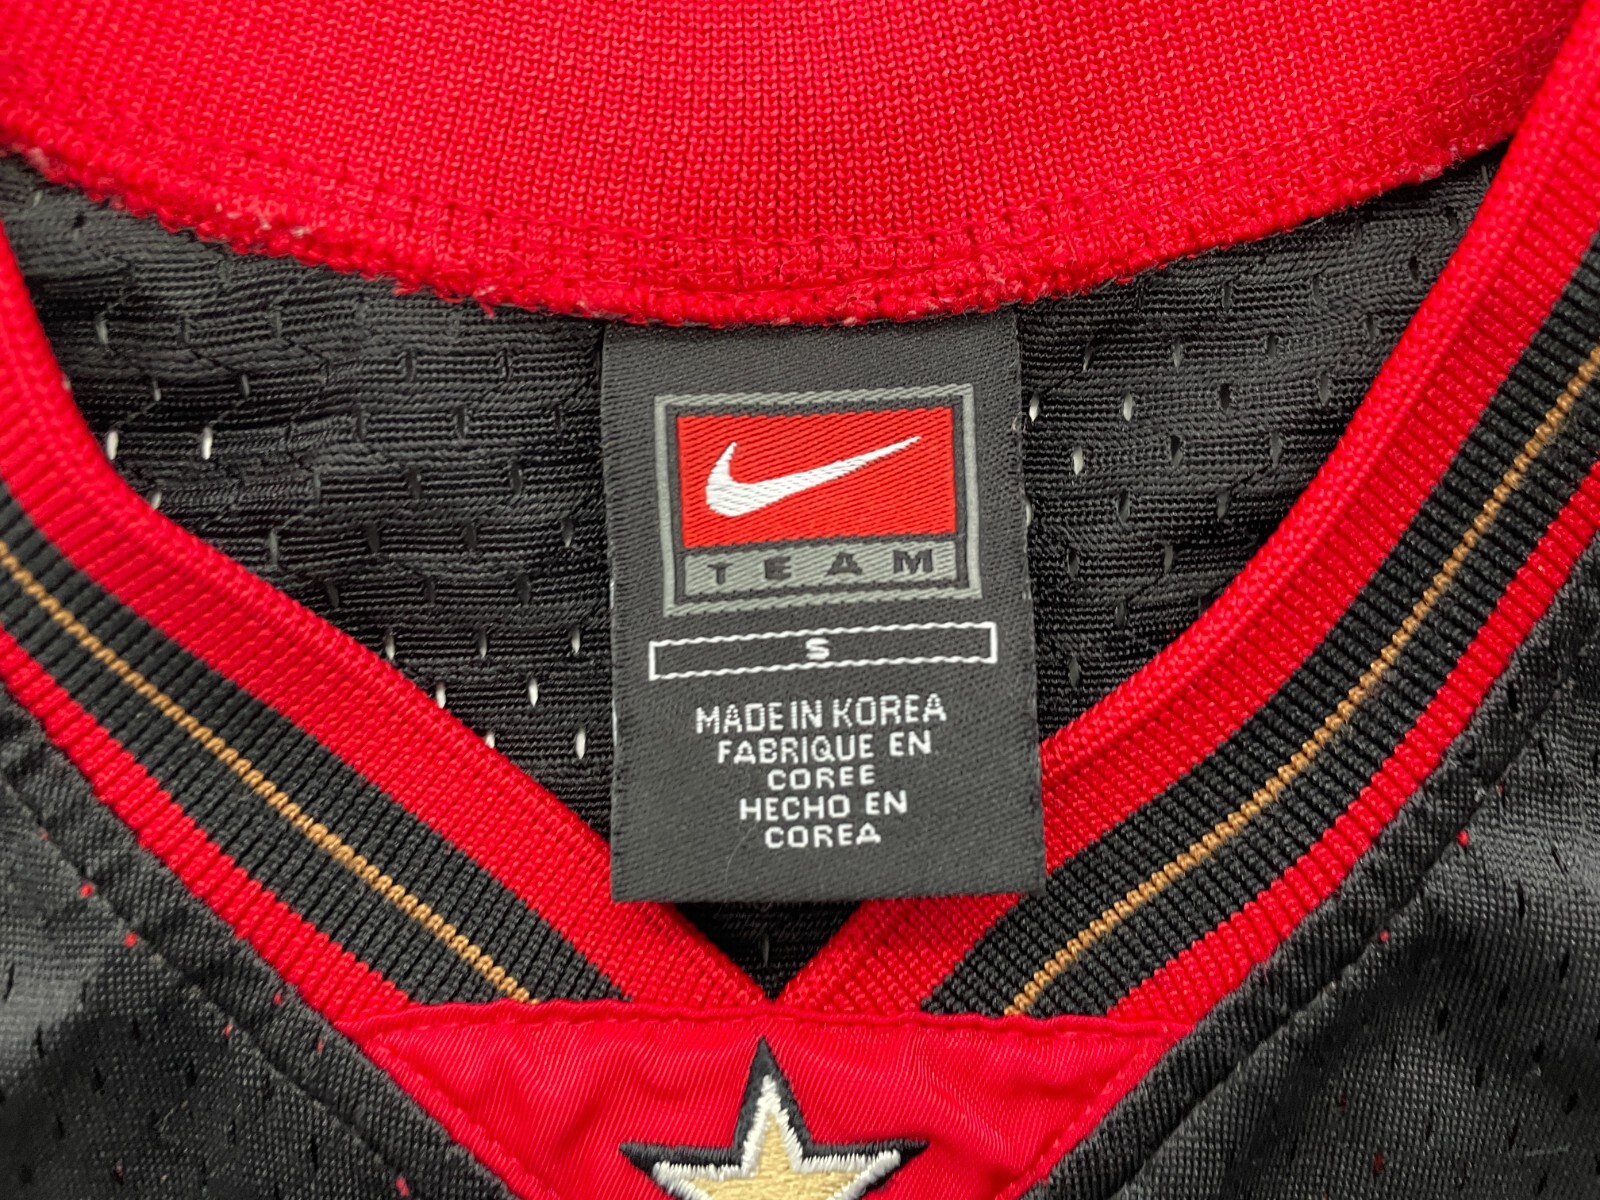 TEAM
S
MADE IN KOREA
FABRIQUE EN
COREE
HECHO EN
COREA